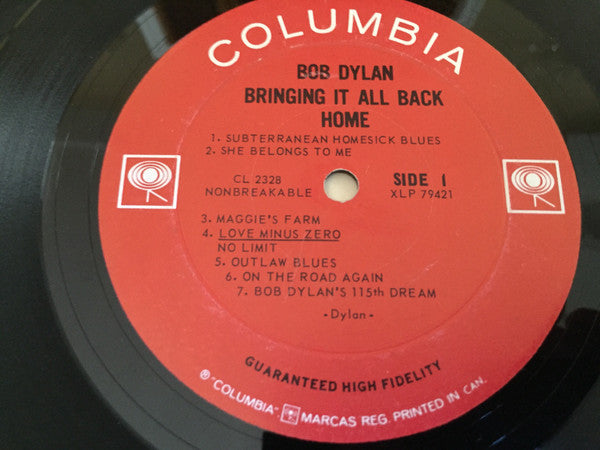 COLUMBIA
BOB DYLAN
BRINGING IT ALL BACK
HOME
1. SUBTERRANEAN HOMESICK BLUES
2. SHE BELONGS TO ME
CL 2328
NONBREAKABLE
SIDE 1
XLP 79421
3. MAGGIE'S FARM
4. LOVE MINUS ZERO
NO LIMIT
5. OUTLAW BLUES
6. ON THE ROAD AGAIN
7. BOB DYLAN'S 115th DREAM
-Dylan-
GUARANTEED HIGH FIDELITY
® "COLUMBIA" MARCAS REG. PRINTED IN CAN.